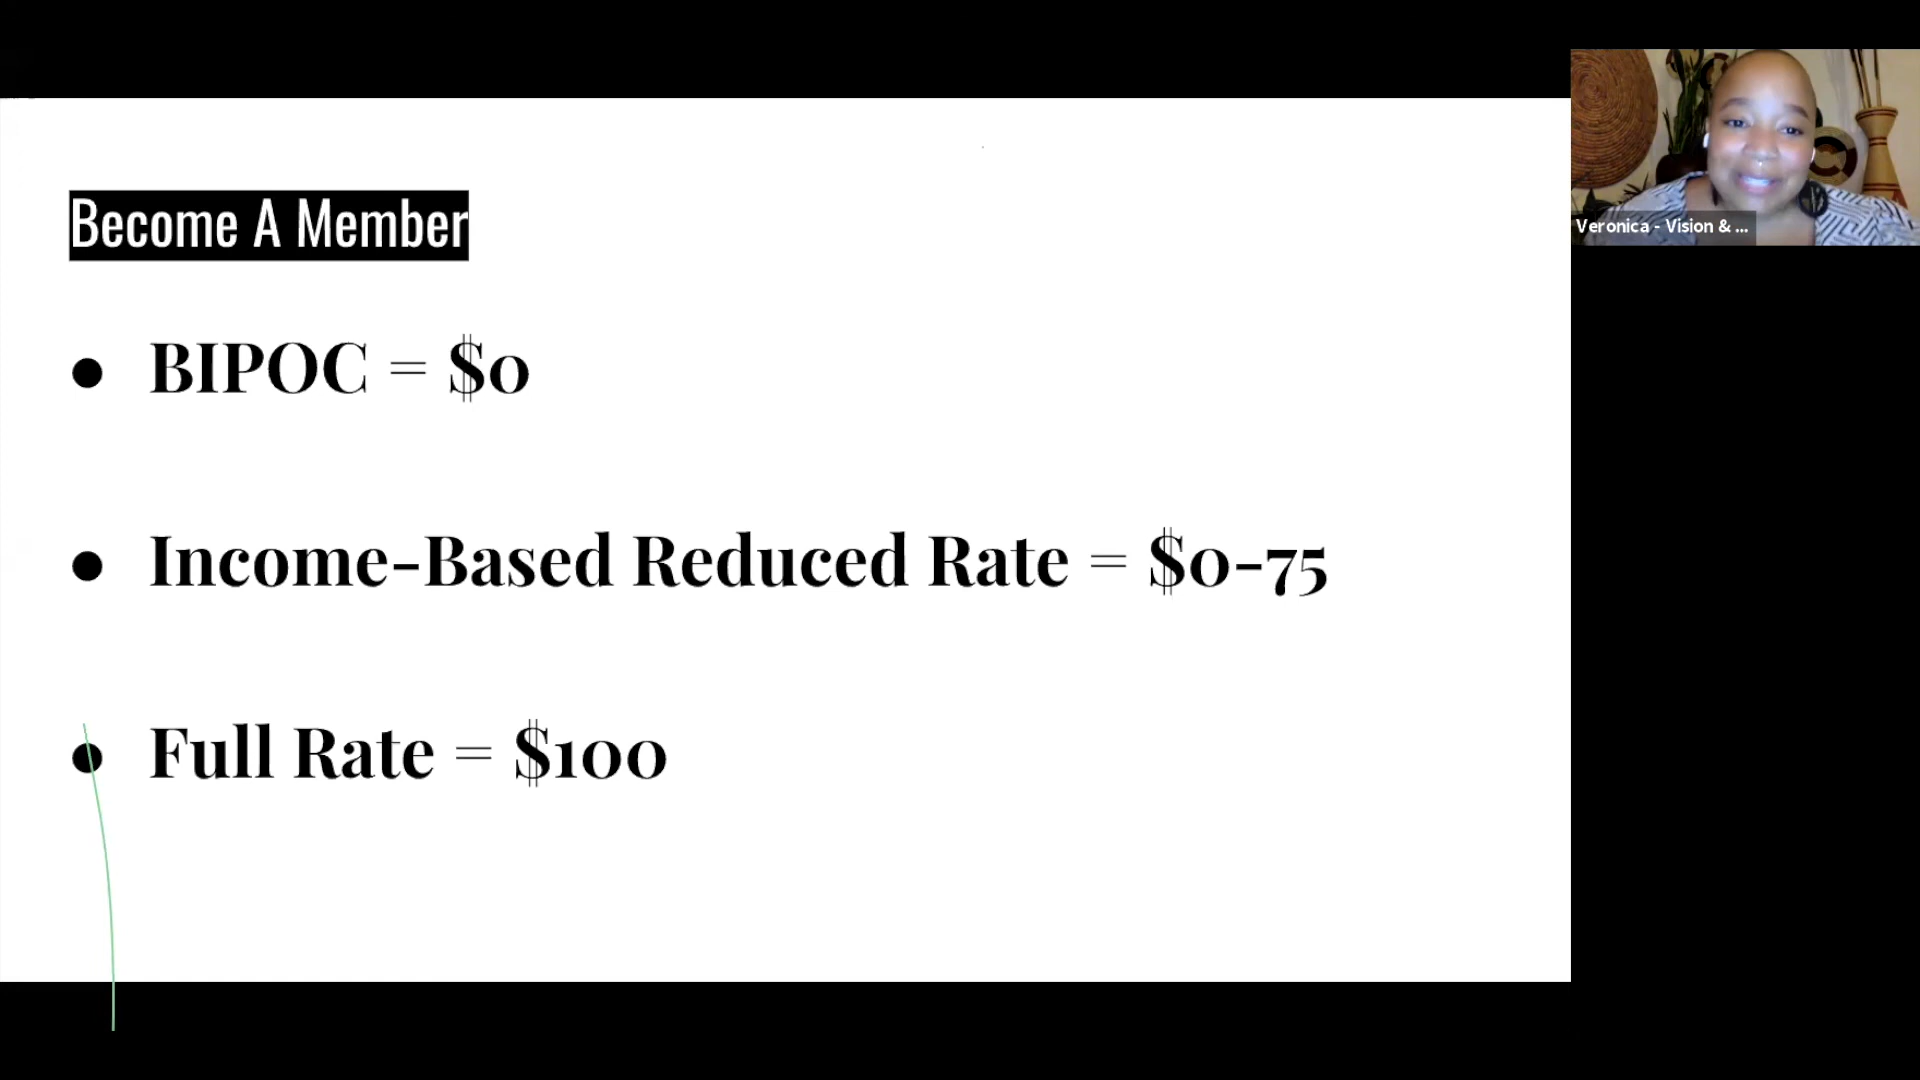 Become A Member
● BIPOC = $0
● Income-Based Reduced Rate = $0-75
● Full Rate = $100
Veronica - Vision & ...